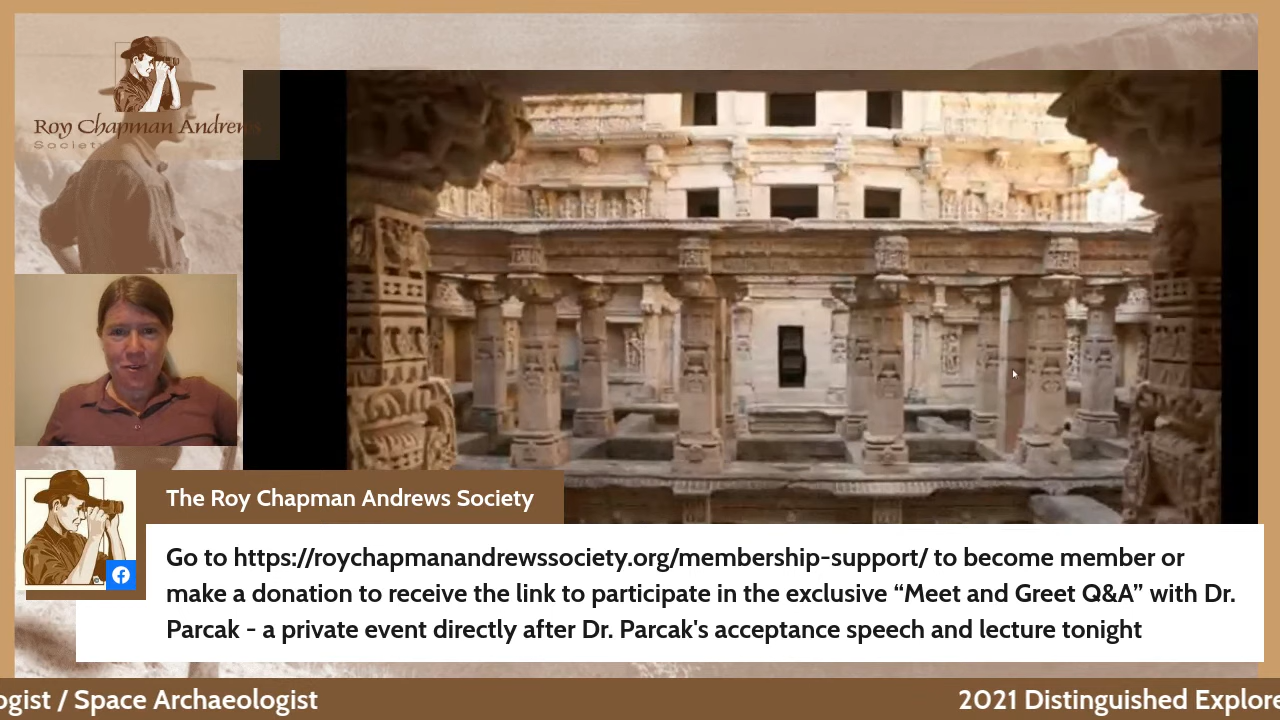 Roy Chapman Andrews
Society
The Roy Chapman Andrews Society
Go to https://roychapmanandrewssociety.org/membership-support/ to become member or
make a donation to receive the link to participate in the exclusive “Meet and Greet Q&A” with Dr.
Parcak - a private event directly after Dr. Parcak's acceptance speech and lecture tonight
ogist / Space Archaeologist
2021 Distinguished Explore